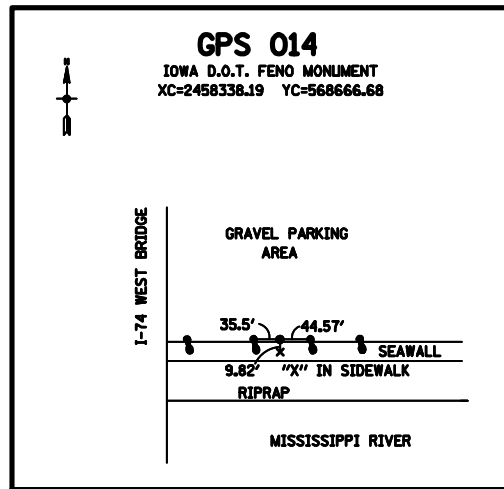 GPS 014
IOWA D.O.T. FENO MONUMENT
XC=2458338.19 YC=568666.68
N
I-74 WEST BRIDGE
GRAVEL PARKING
AREA
35.5' 44.57'
SEAWALL
9.82' "X" IN SIDEWALK
RIPRAP
MISSISSIPPI RIVER